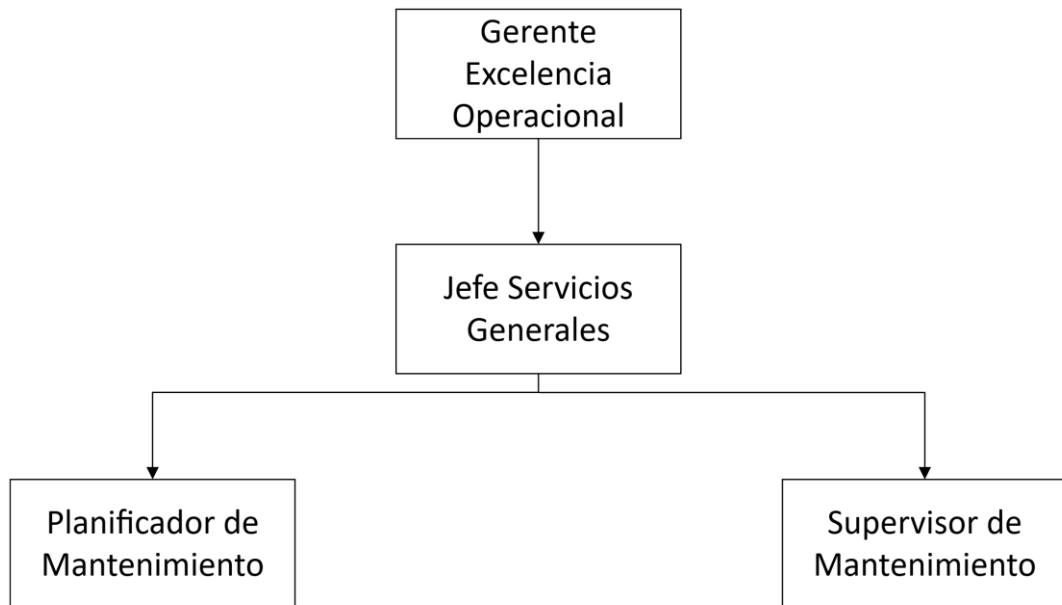 Gerente
Excelencia
Operacional
Jefe Servicios
Generales
Planificador de
Mantenimiento
Supervisor de
Mantenimiento